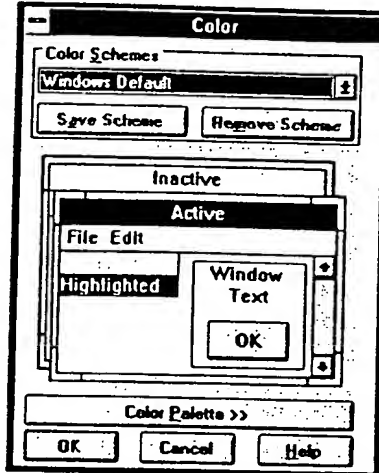 Color
Color Schemes
Windows Default
Save Scheme Remove Scheme
Inactive
Active
File Edit
Highlighted
Window
Text
OK
Color Palette >>
OK Cancel Help